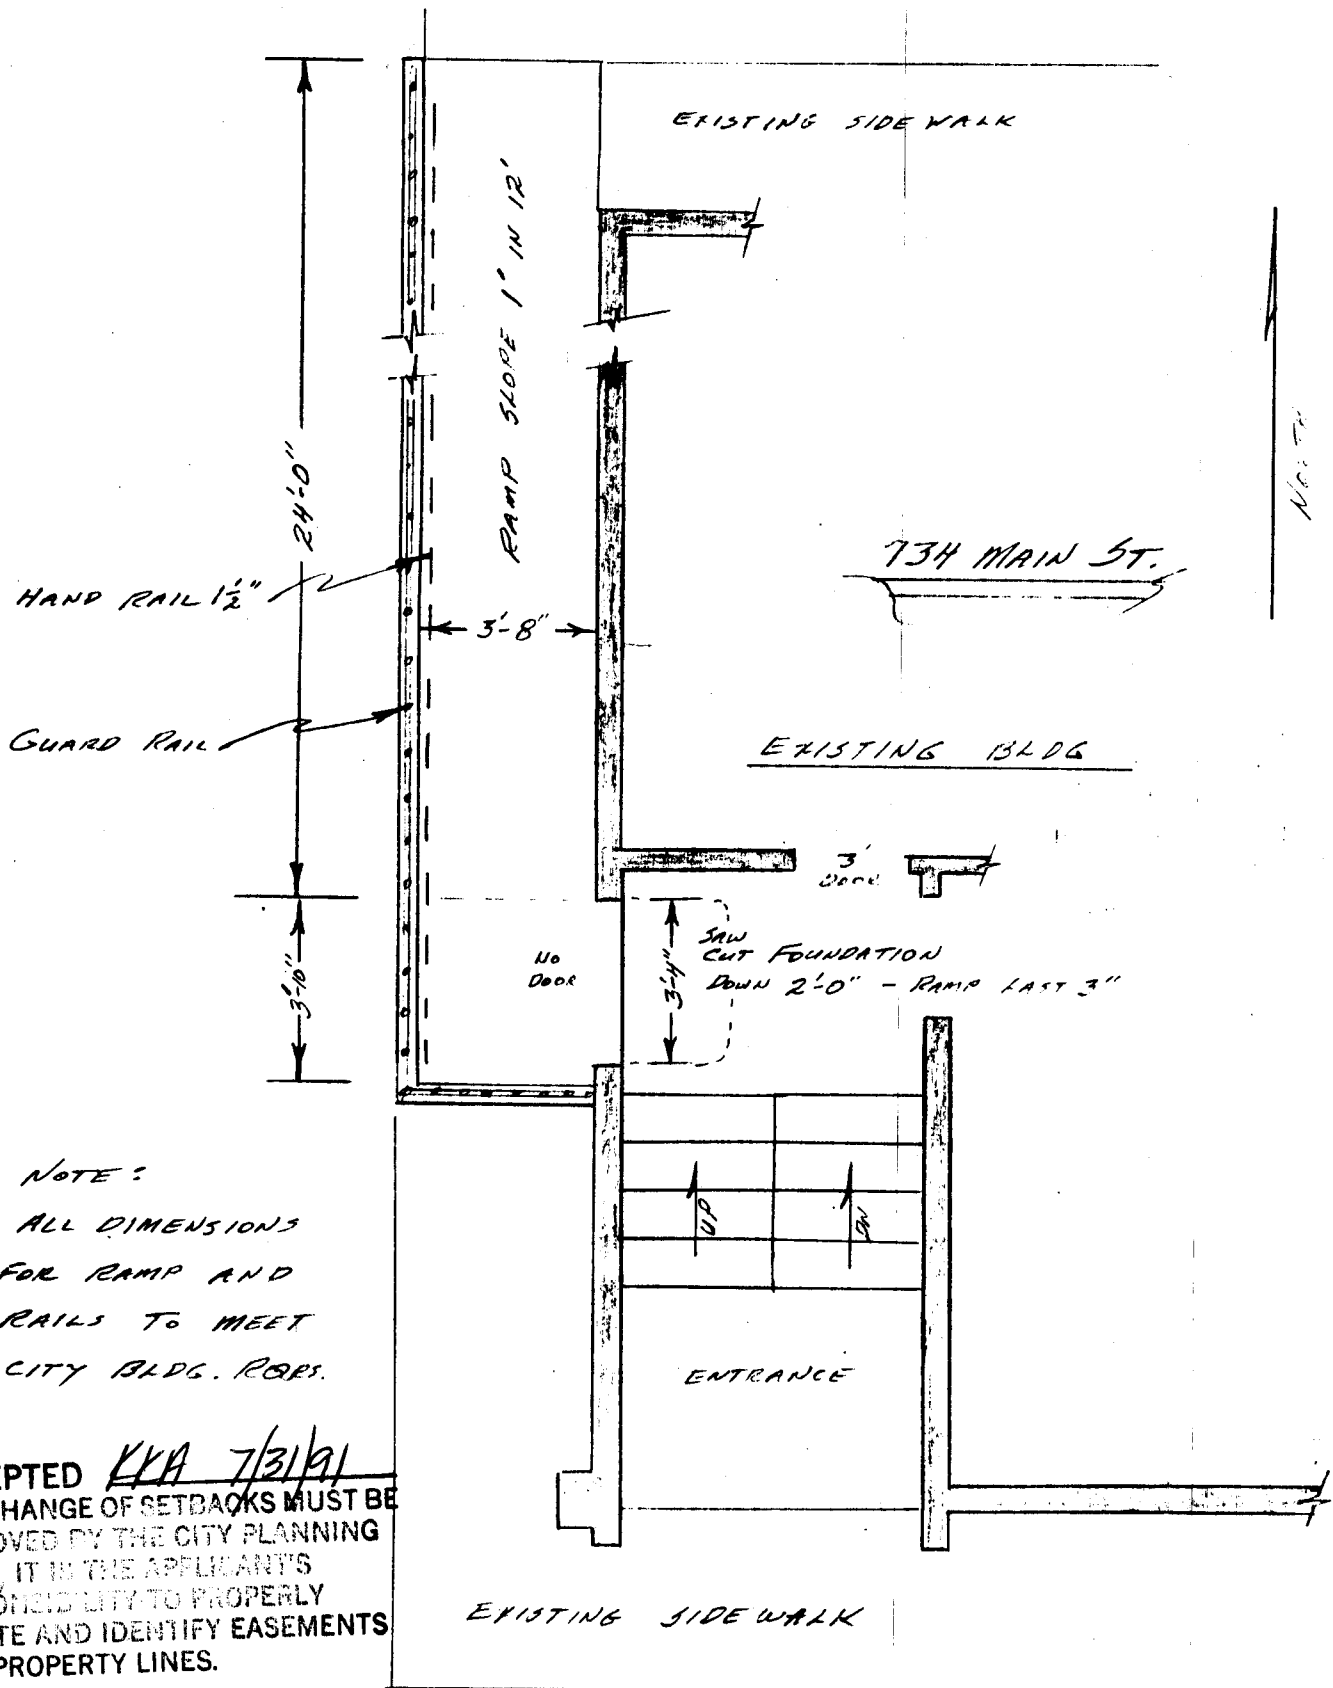 EXISTING SIDEWALK
RAMP SLOPE 1" IN 12'
24'-0"
NORTH
734 MAIN ST.
HAND RAIL 1½"
3'-8"
GUARD RAIL
EXISTING BLDG
3'
DOOR
NO
DOOR
3'-4"
SAW
CUT FOUNDATION
DOWN 2'-0" - RAMP LAST 3"
3'-10"
NOTE:
ALL DIMENSIONS
FOR RAMP AND
RAILS TO MEET
CITY BLDG. RQRS.
UP
DN
ENTRANCE
EPTED KKA 7/31/91
HANGE OF SETBACKS MUST BE
OVED BY THE CITY PLANNING
IT IS THE APPLICANT'S
ONSIBILITY TO PROPERLY
TE AND IDENTIFY EASEMENTS
PROPERTY LINES.
EXISTING SIDEWALK